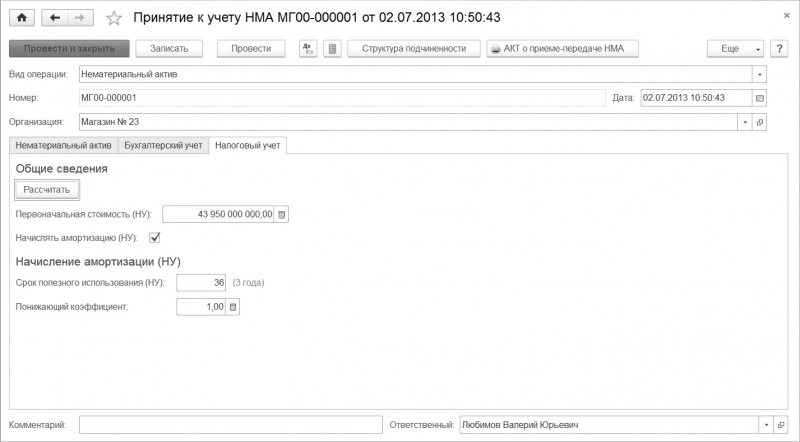 Принятие к учету НМА МГ00-000001 от 02.07.2013 10:50:43
Провести и закрыть Записать Провести Дт Кт Структура подчиненности АКТ о приеме-передаче НМА Еще ?
Вид операции: Нематериальный актив
Номер: МГ00-000001 Дата: 02.07.2013 10:50:43
Организация: Магазин № 23
Нематериальный актив Бухгалтерский учет Налоговый учет
Общие сведения
Рассчитать
Первоначальная стоимость (НУ): 43 950 000 000,00
Начислять амортизацию (НУ):
Начисление амортизации (НУ)
Срок полезного использования (НУ): 36 (3 года)
Понижающий коэффициент: 1,00
Комментарий: Ответственный: Любимов Валерий Юрьевич